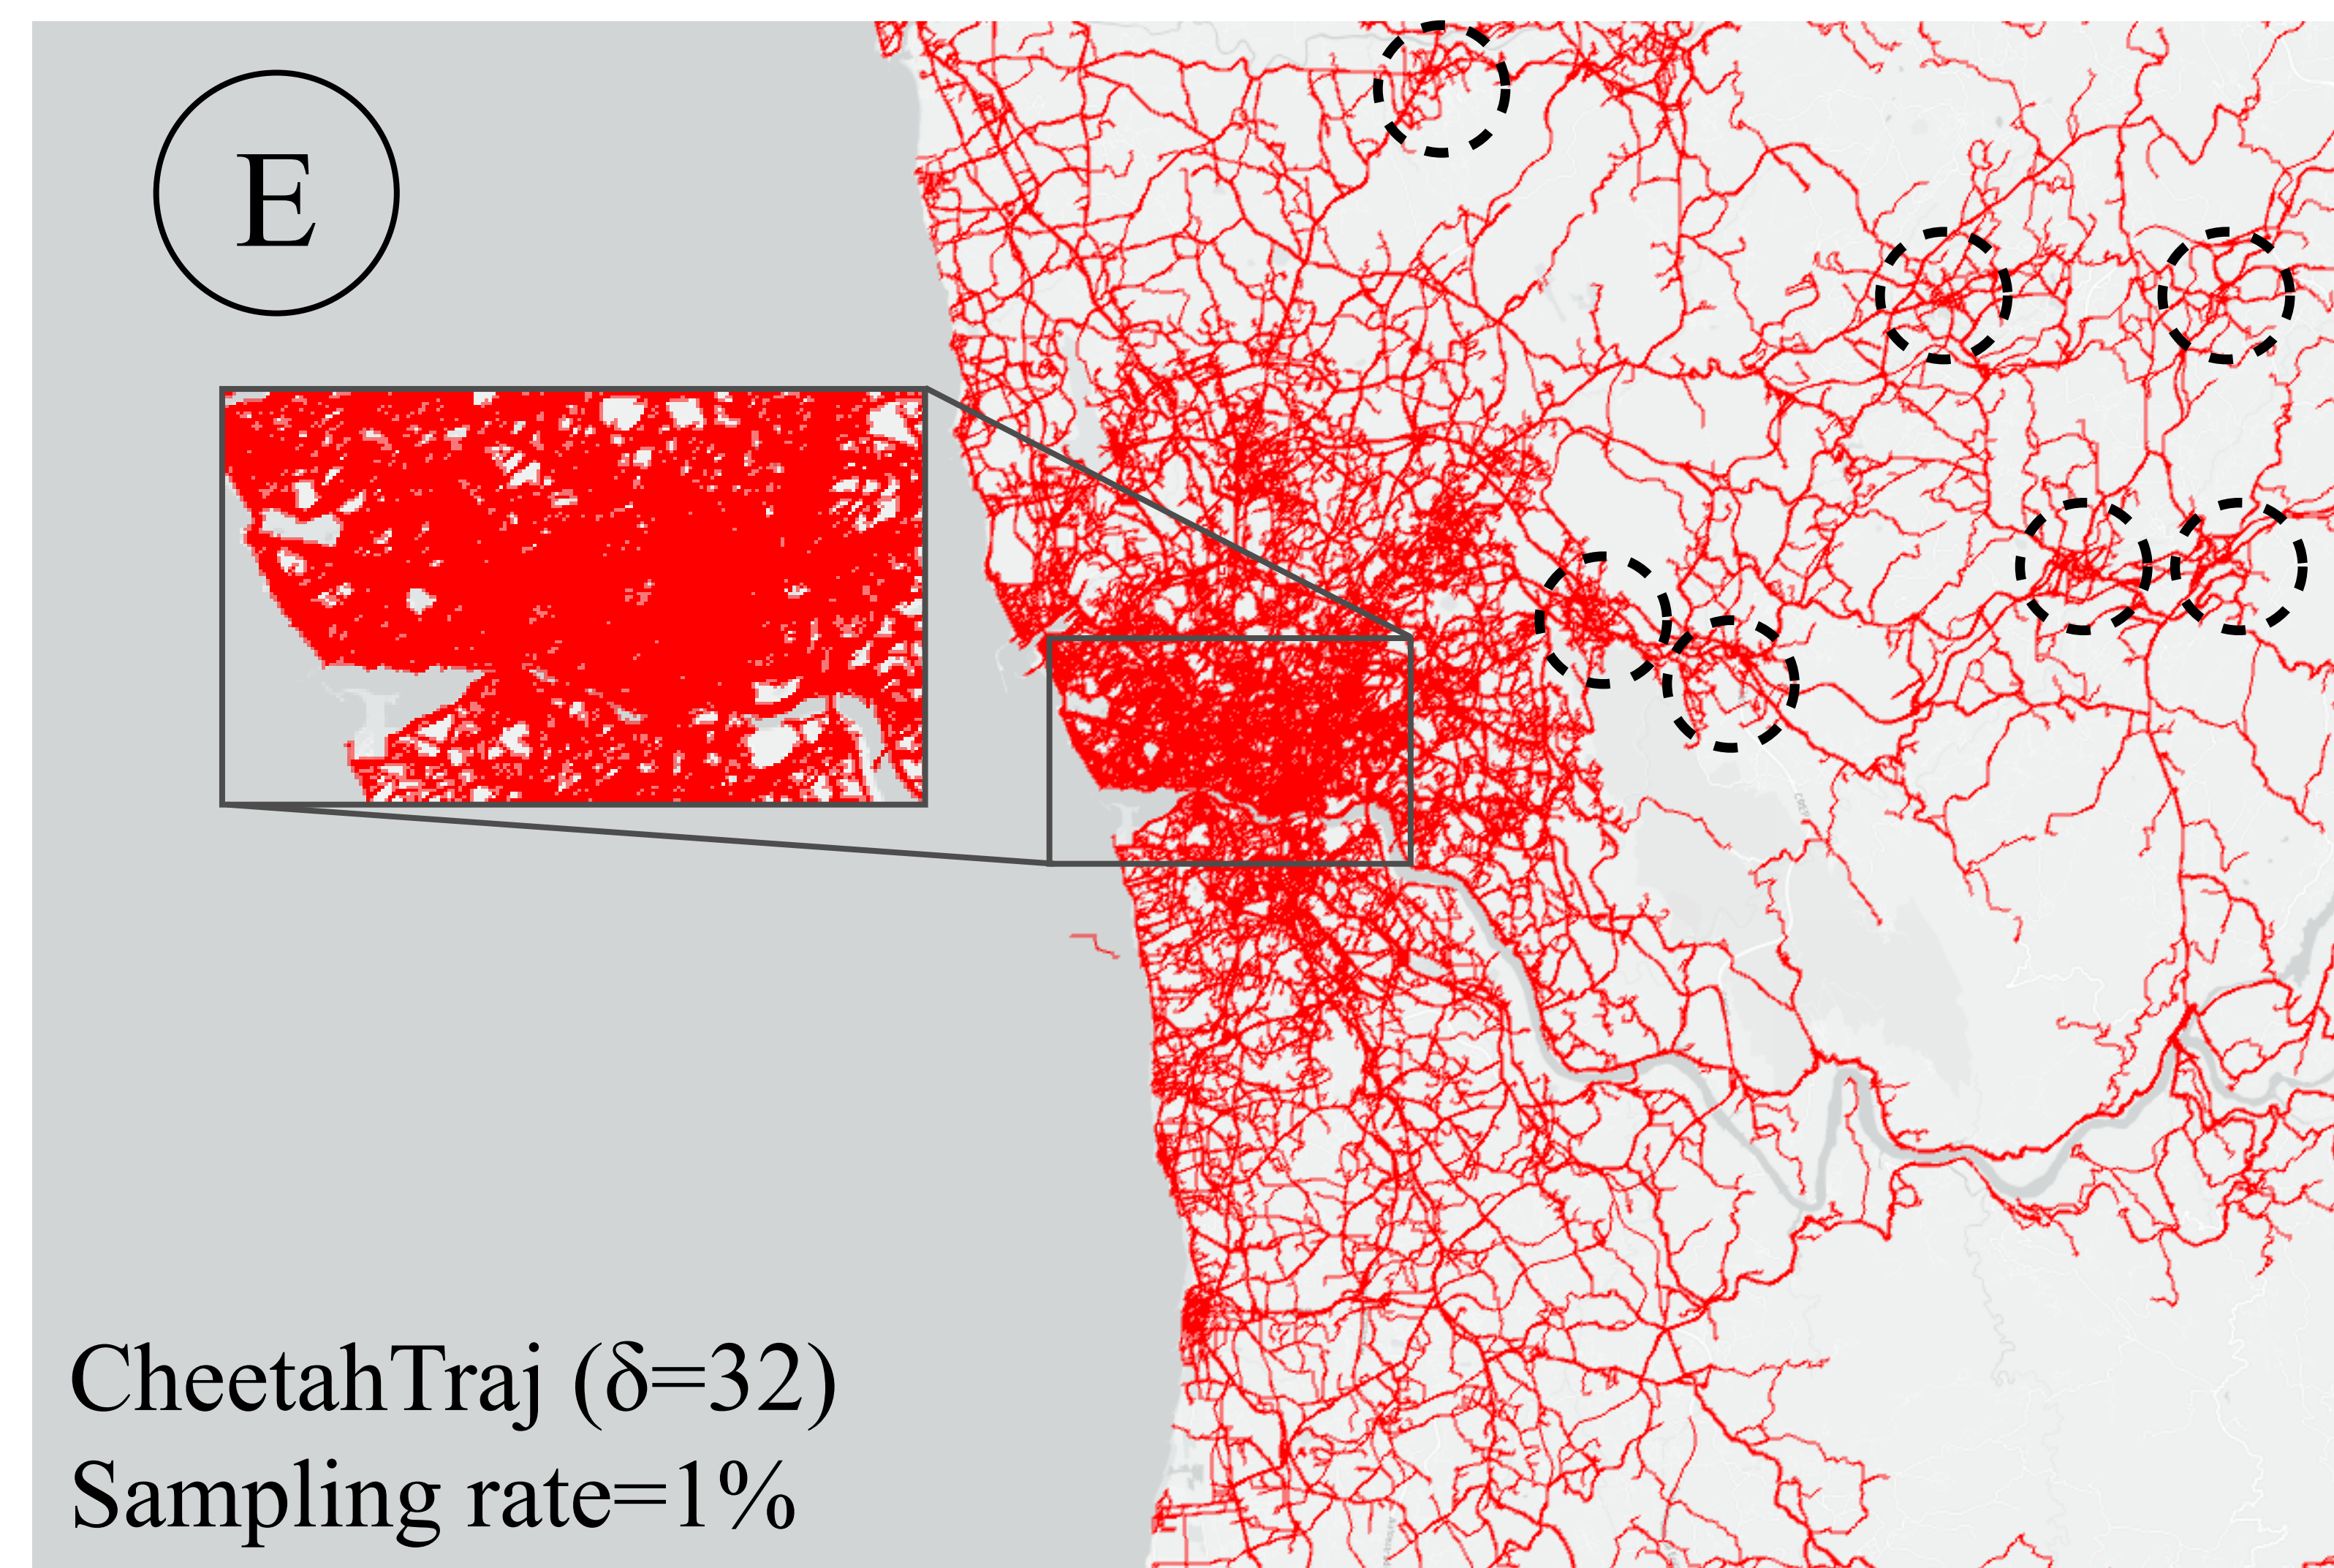 E
CheetahTraj (δ=32)
Sampling rate=1%